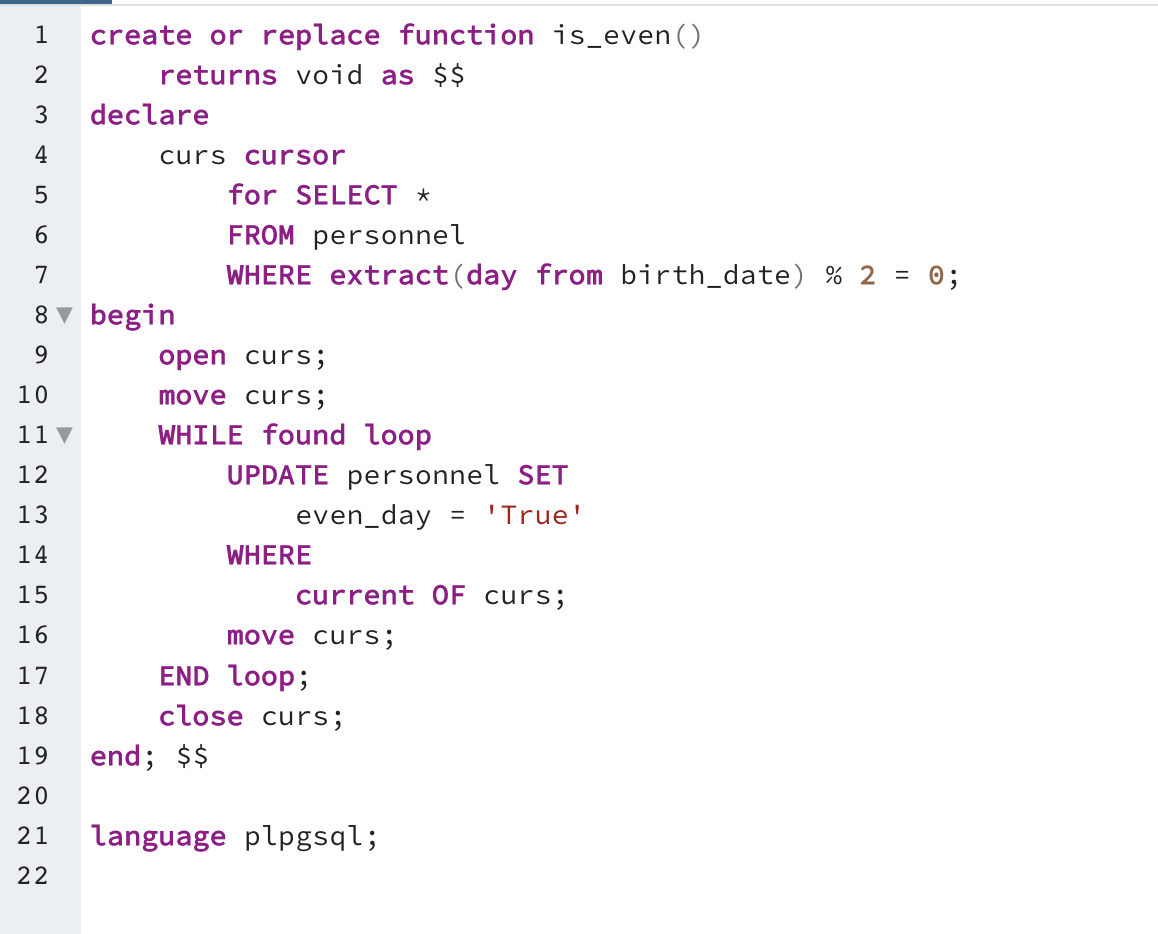 1 create or replace function is_even()
2     returns void as $$
3 declare
4     curs cursor
5         for SELECT *
6         FROM personnel
7         WHERE extract(day from birth_date) % 2 = 0;
8 ▼ begin
9     open curs;
10     move curs;
11 ▼     WHILE found loop
12         UPDATE personnel SET
13             even_day = 'True'
14         WHERE
15             current OF curs;
16         move curs;
17     END loop;
18     close curs;
19 end; $$
20
21 language plpgsql;
22